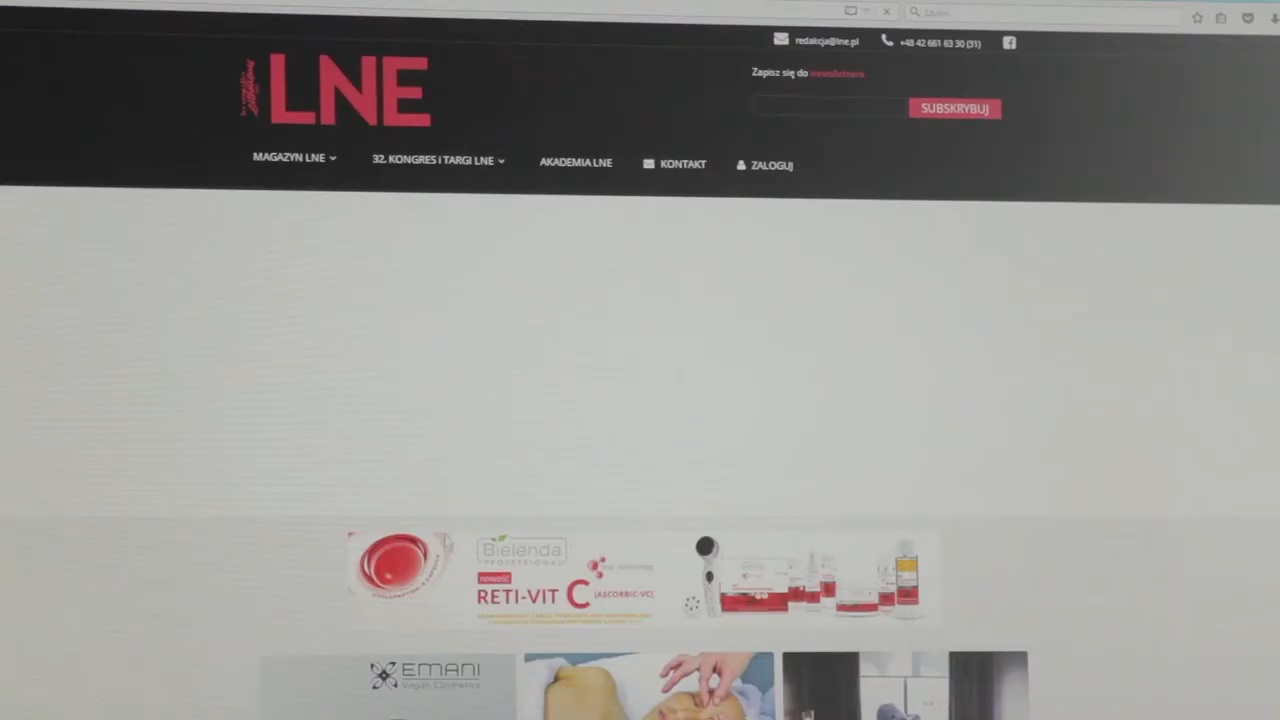 Szukaj
redakcja@lne.pl
+48 42 661 63 30 (31)
LNE
Zapisz się do newslettera
SUBSKRYBUJ
MAGAZYN LNE
32. KONGRES I TARGI LNE
AKADEMIA LNE
KONTAKT
ZALOGUJ
Bielenda
PROFESSIONAL
nowość
RETI-VIT C [ASCORBIC-VC]
EMANI
Vegan Cosmetics